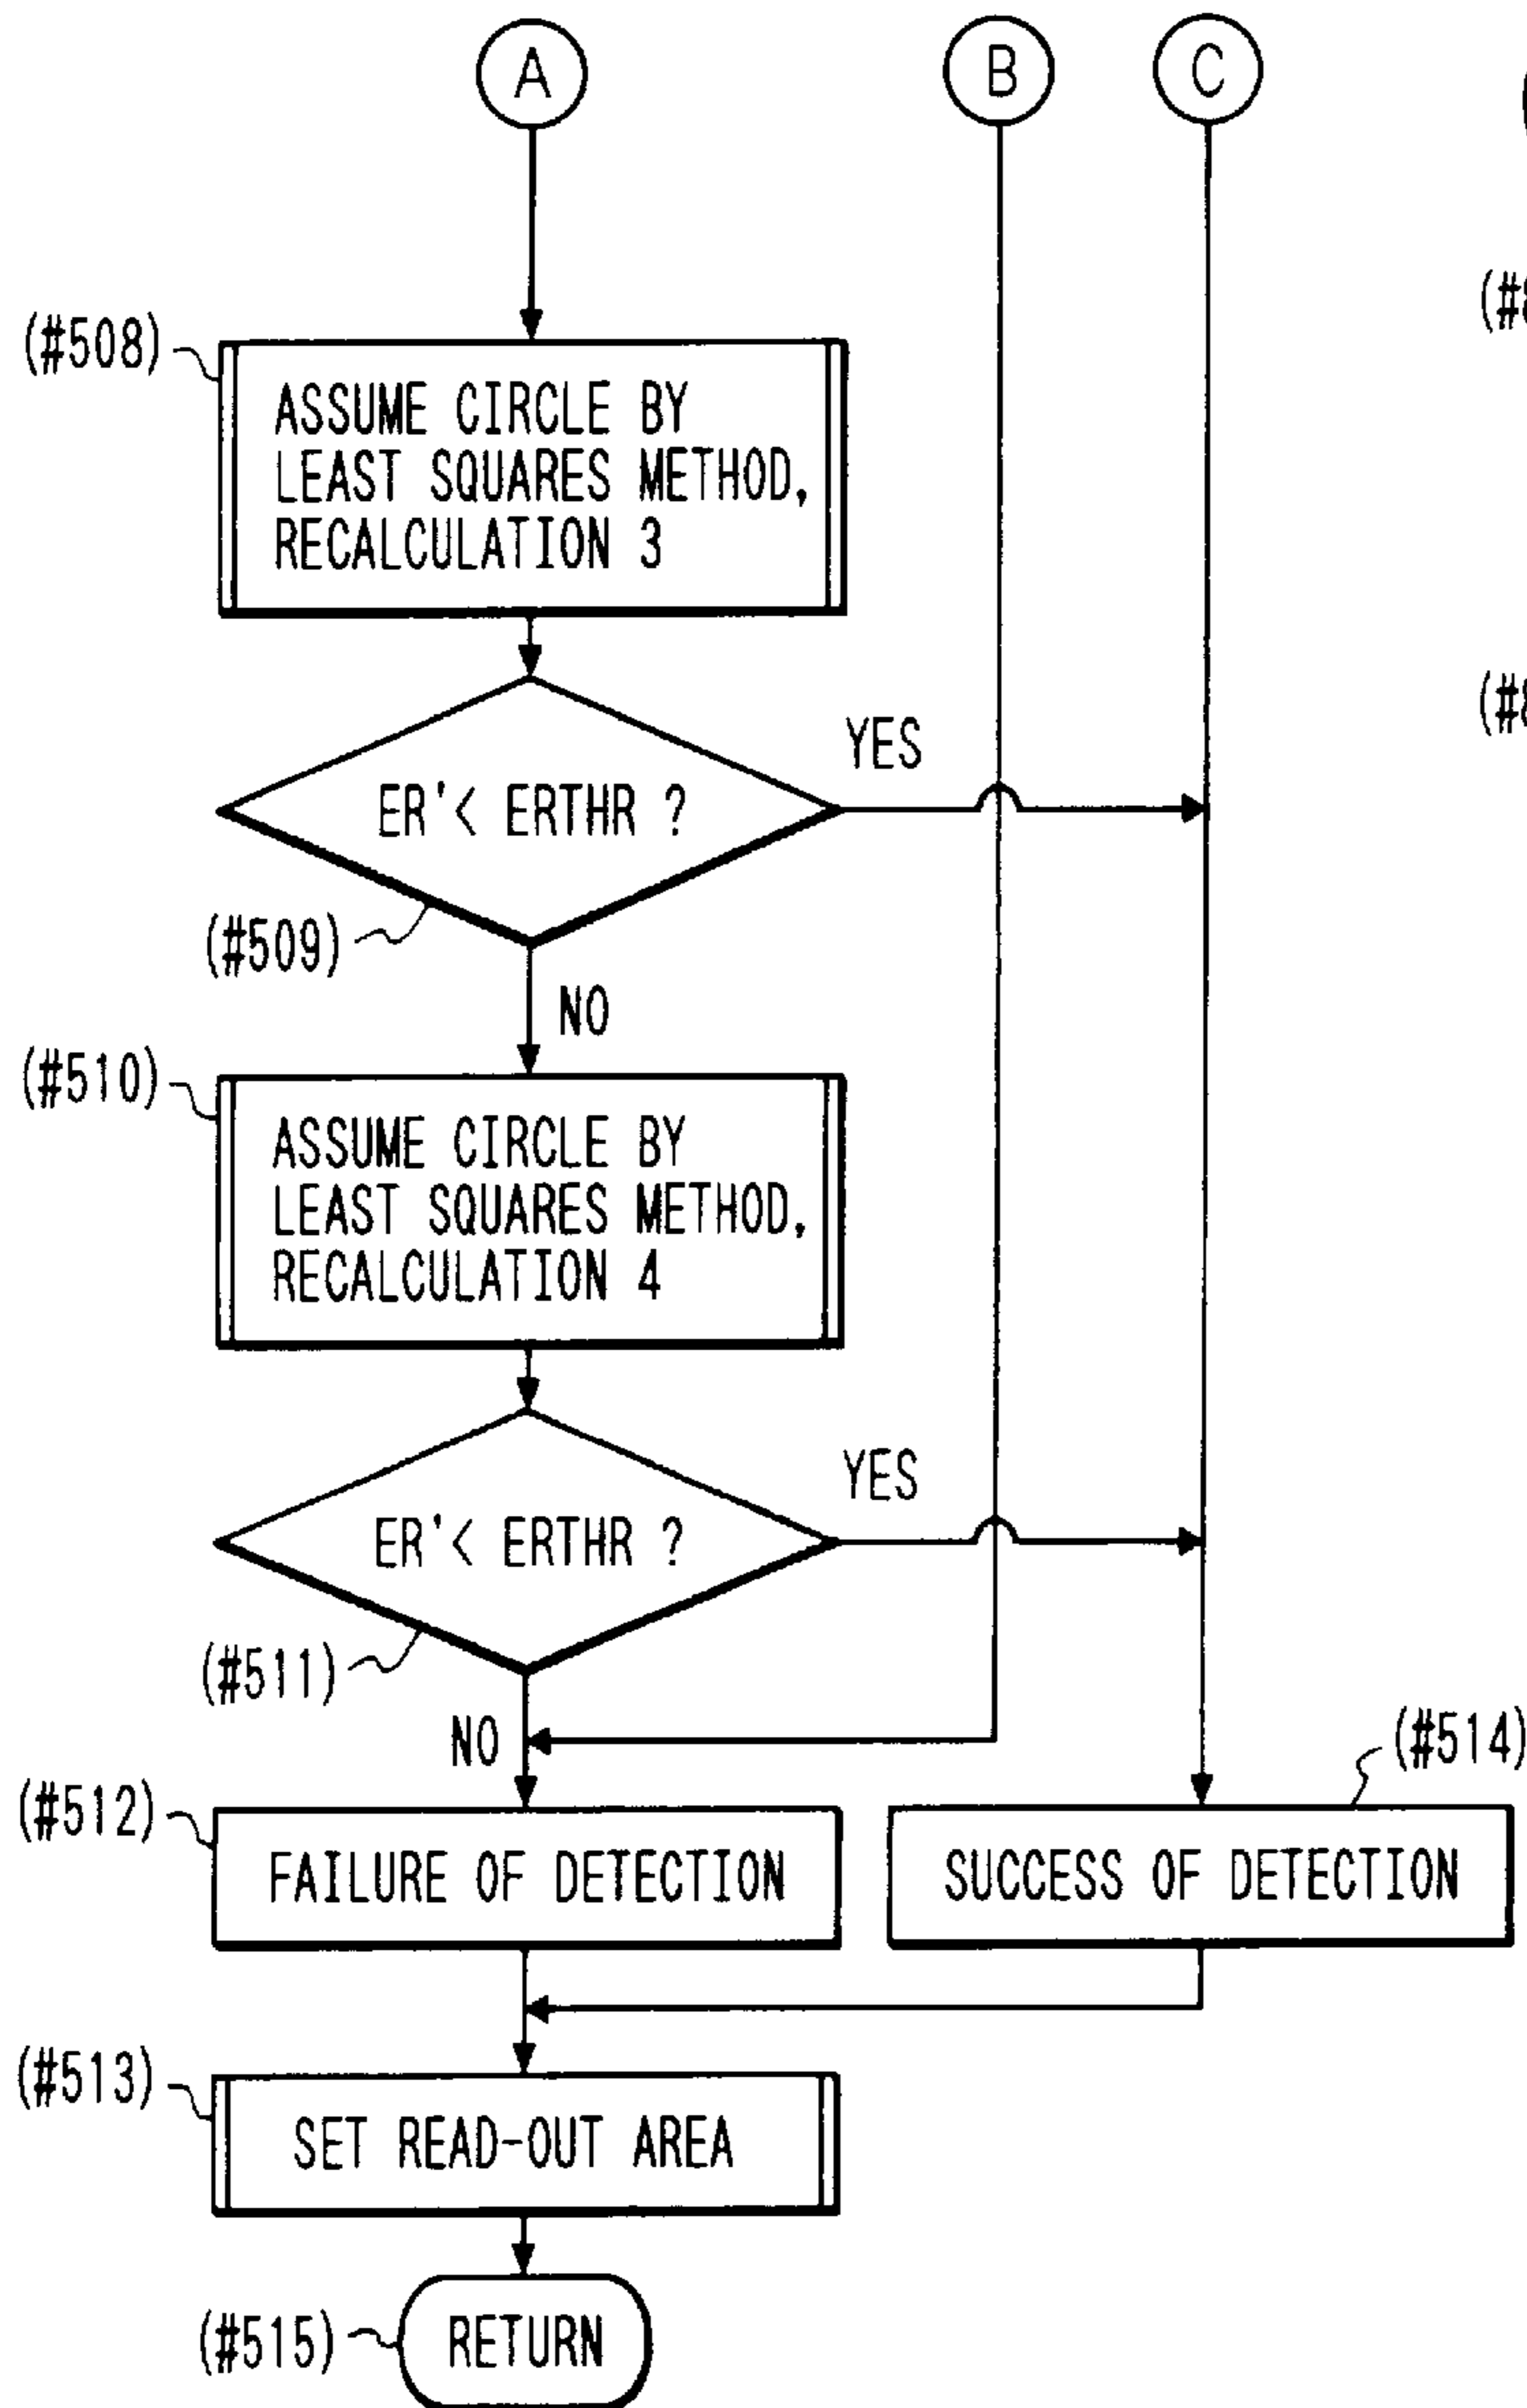 A
B
C
(#508)
ASSUME CIRCLE BY
LEAST SQUARES METHOD,
RECALCULATION 3
YES
ER'< ERTHR ?
(#509)
NO
(#510)
ASSUME CIRCLE BY
LEAST SQUARES METHOD,
RECALCULATION 4
YES
ER'< ERTHR ?
(#511)
NO
(#514)
(#512)
FAILURE OF DETECTION
SUCCESS OF DETECTION
(#513)
SET READ-OUT AREA
(#515)
RETURN